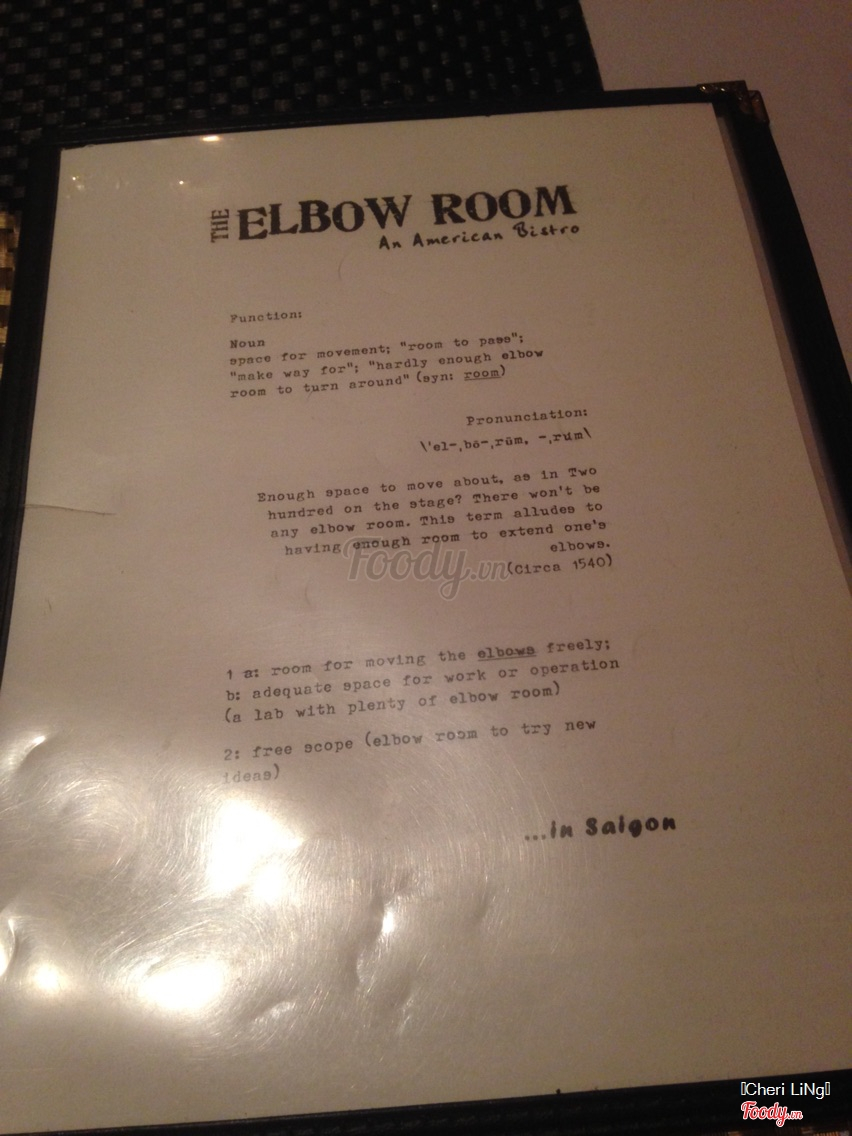 THE ELBOW ROOM
An American Bistro
Function:
Noun
space for movement; "room to pass";
"make way for"; "hardly enough elbow
room to turn around" (syn: room)
Pronunciation:
\'el-,bō-,rüm, -,ru̇m\
Enough space to move about, as in Two
hundred on the stage? There won't be
any elbow room. This term alludes to
having enough room to extend one's
elbows.
(Circa 1540)
Foody.vn
1 a: room for moving the elbows freely;
b: adequate space for work or operation
(a lab with plenty of elbow room)
2: free scope (elbow room to try new
ideas)
...in Saigon
Cheri LiNg
Foody.vn